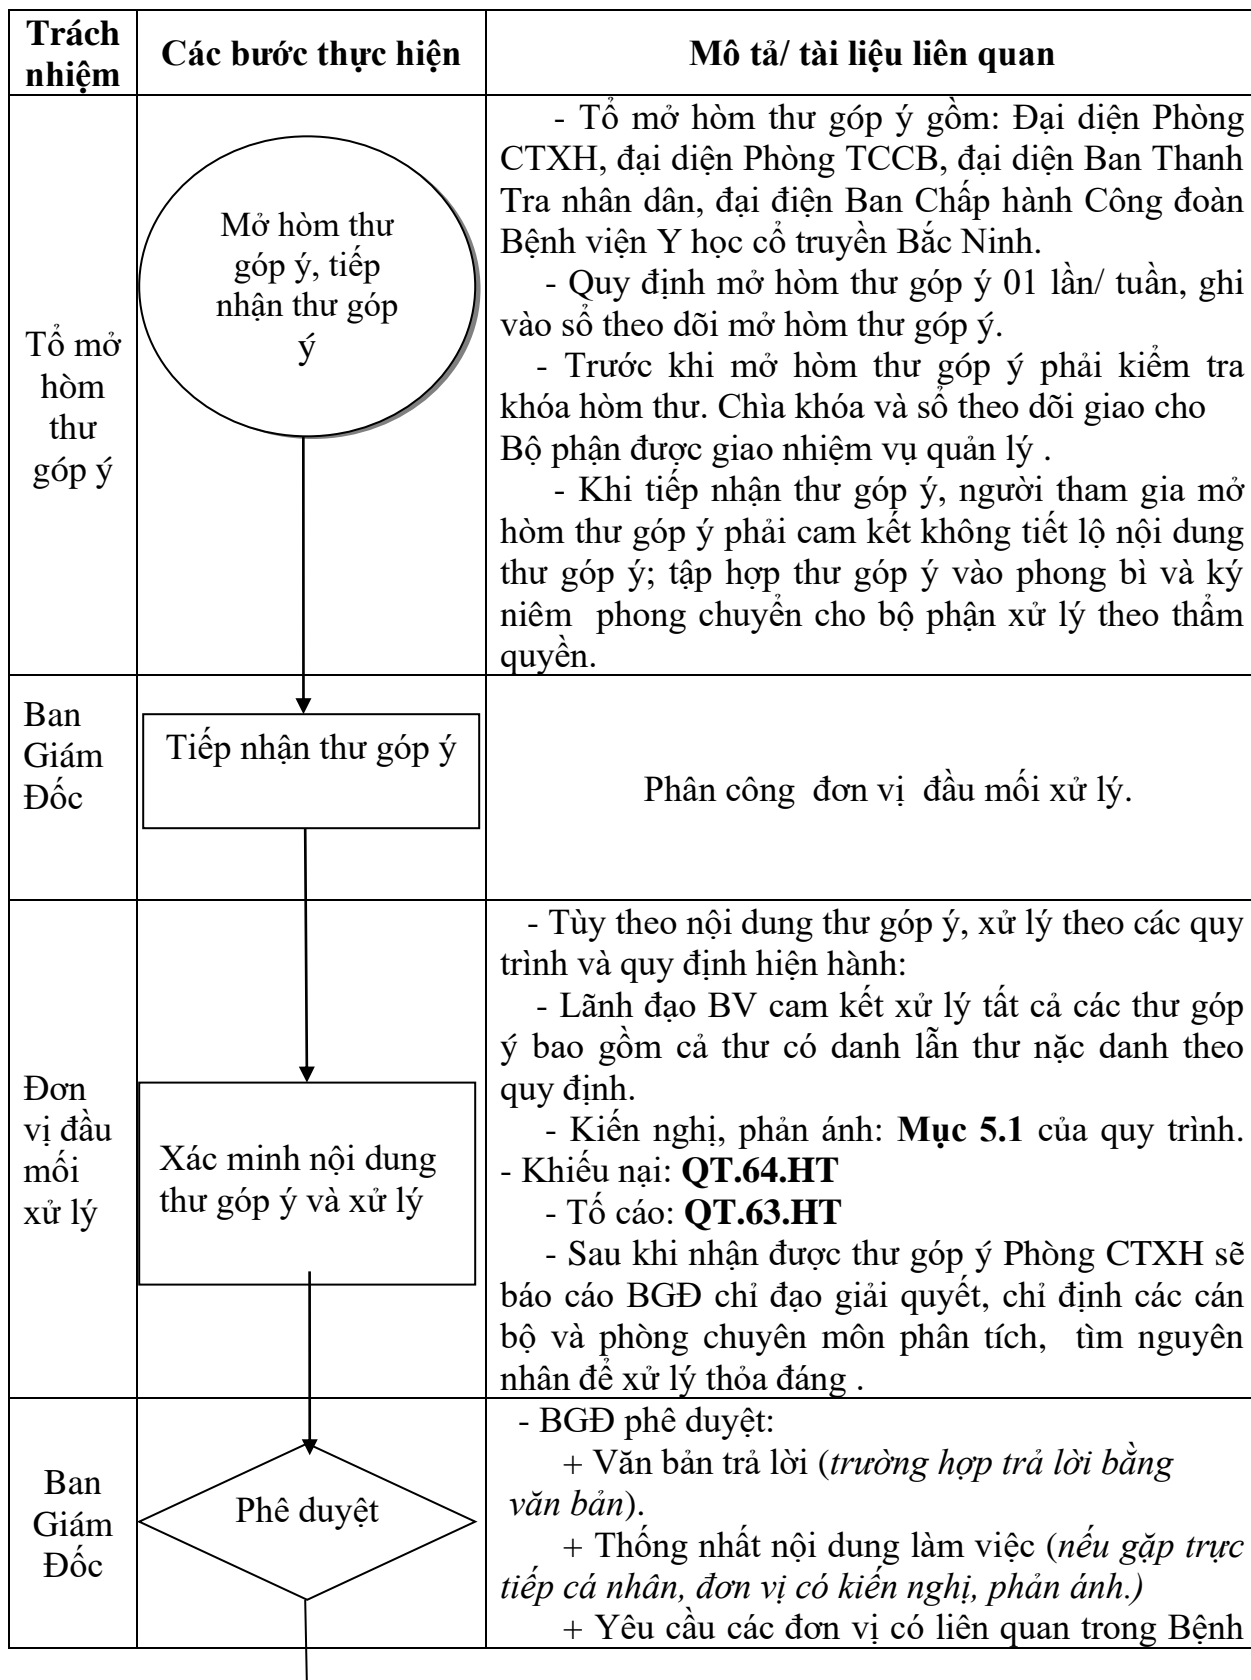 Trách
nhiệm
Các bước thực hiện
Mô tả/ tài liệu liên quan
Tổ mở
hòm
thư
góp ý
Mở hòm thư
góp ý, tiếp
nhận thư góp
ý
- Tổ mở hòm thư góp ý gồm: Đại diện Phòng
CTXH, đại diện Phòng TCCB, đại diện Ban Thanh
Tra nhân dân, đại điện Ban Chấp hành Công đoàn
Bệnh viện Y học cổ truyền Bắc Ninh.
- Quy định mở hòm thư góp ý 01 lần/ tuần, ghi
vào sổ theo dõi mở hòm thư góp ý.
- Trước khi mở hòm thư góp ý phải kiểm tra
khóa hòm thư. Chìa khóa và sổ theo dõi giao cho
Bộ phận được giao nhiệm vụ quản lý .
- Khi tiếp nhận thư góp ý, người tham gia mở
hòm thư góp ý phải cam kết không tiết lộ nội dung
thư góp ý; tập hợp thư góp ý vào phong bì và ký
niêm phong chuyển cho bộ phận xử lý theo thẩm
quyền.
Ban
Giám
Đốc
Tiếp nhận thư góp ý
Phân công đơn vị đầu mối xử lý.
Đơn
vị đầu
mối
xử lý
Xác minh nội dung
thư góp ý và xử lý
- Tùy theo nội dung thư góp ý, xử lý theo các quy
trình và quy định hiện hành:
- Lãnh đạo BV cam kết xử lý tất cả các thư góp
ý bao gồm cả thư có danh lẫn thư nặc danh theo
quy định.
- Kiến nghị, phản ánh: Mục 5.1 của quy trình.
- Khiếu nại: QT.64.HT
- Tố cáo: QT.63.HT
- Sau khi nhận được thư góp ý Phòng CTXH sẽ
báo cáo BGĐ chỉ đạo giải quyết, chỉ định các cán
bộ và phòng chuyên môn phân tích, tìm nguyên
nhân để xử lý thỏa đáng .
Ban
Giám
Đốc
Phê duyệt
- BGĐ phê duyệt:
+ Văn bản trả lời (trường hợp trả lời bằng
văn bản).
+ Thống nhất nội dung làm việc (nếu gặp trực
tiếp cá nhân, đơn vị có kiến nghị, phản ánh.)
+ Yêu cầu các đơn vị có liên quan trong Bệnh